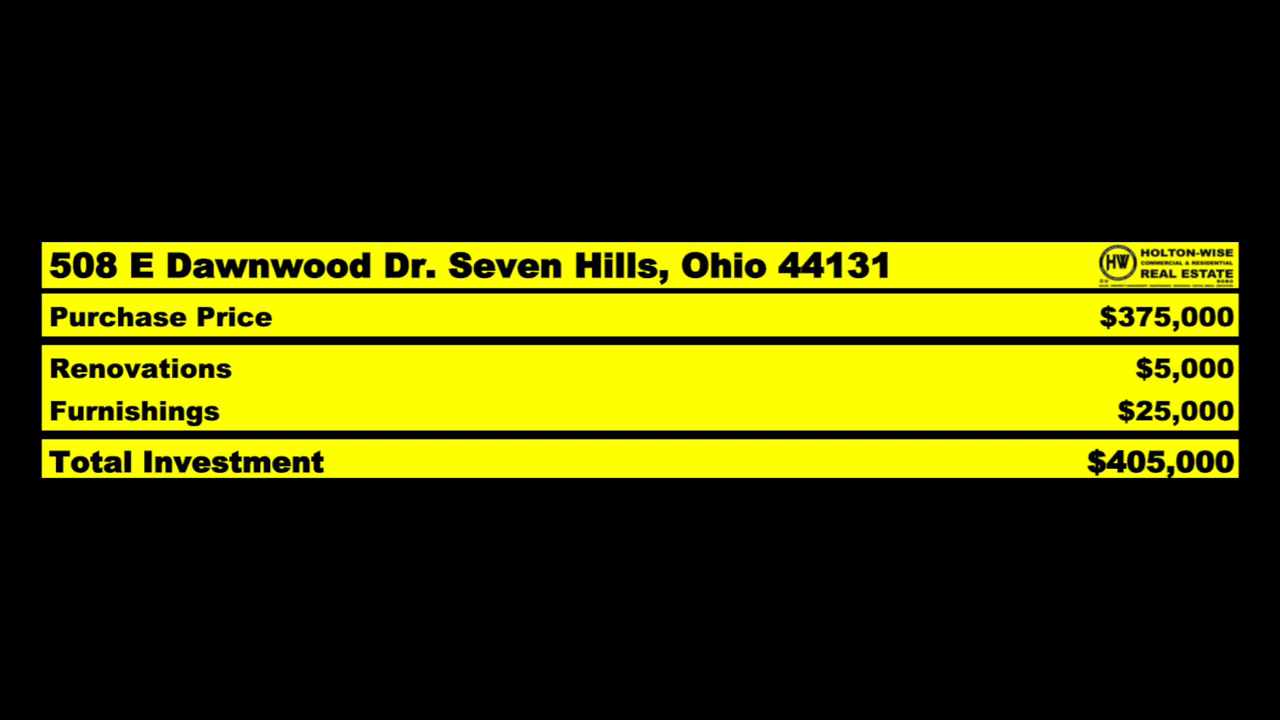 508 E Dawnwood Dr. Seven Hills, Ohio 44131
HOLTON-WISE
COMMERCIAL & RESIDENTIAL
REAL ESTATE
HW
Purchase Price $375,000
Renovations $5,000
Furnishings $25,000
Total Investment $405,000